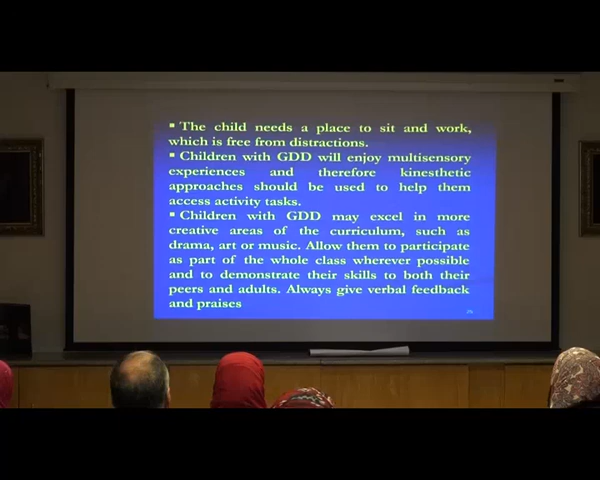 ▪ The child needs a place to sit and work,
which is free from distractions.
▪ Children with GDD will enjoy multisensory
experiences and therefore kinesthetic
approaches should be used to help them
access activity tasks.
▪ Children with GDD may excel in more
creative areas of the curriculum, such as
drama, art or music. Allow them to participate
as part of the whole class wherever possible
and to demonstrate their skills to both their
peers and adults. Always give verbal feedback
and praises